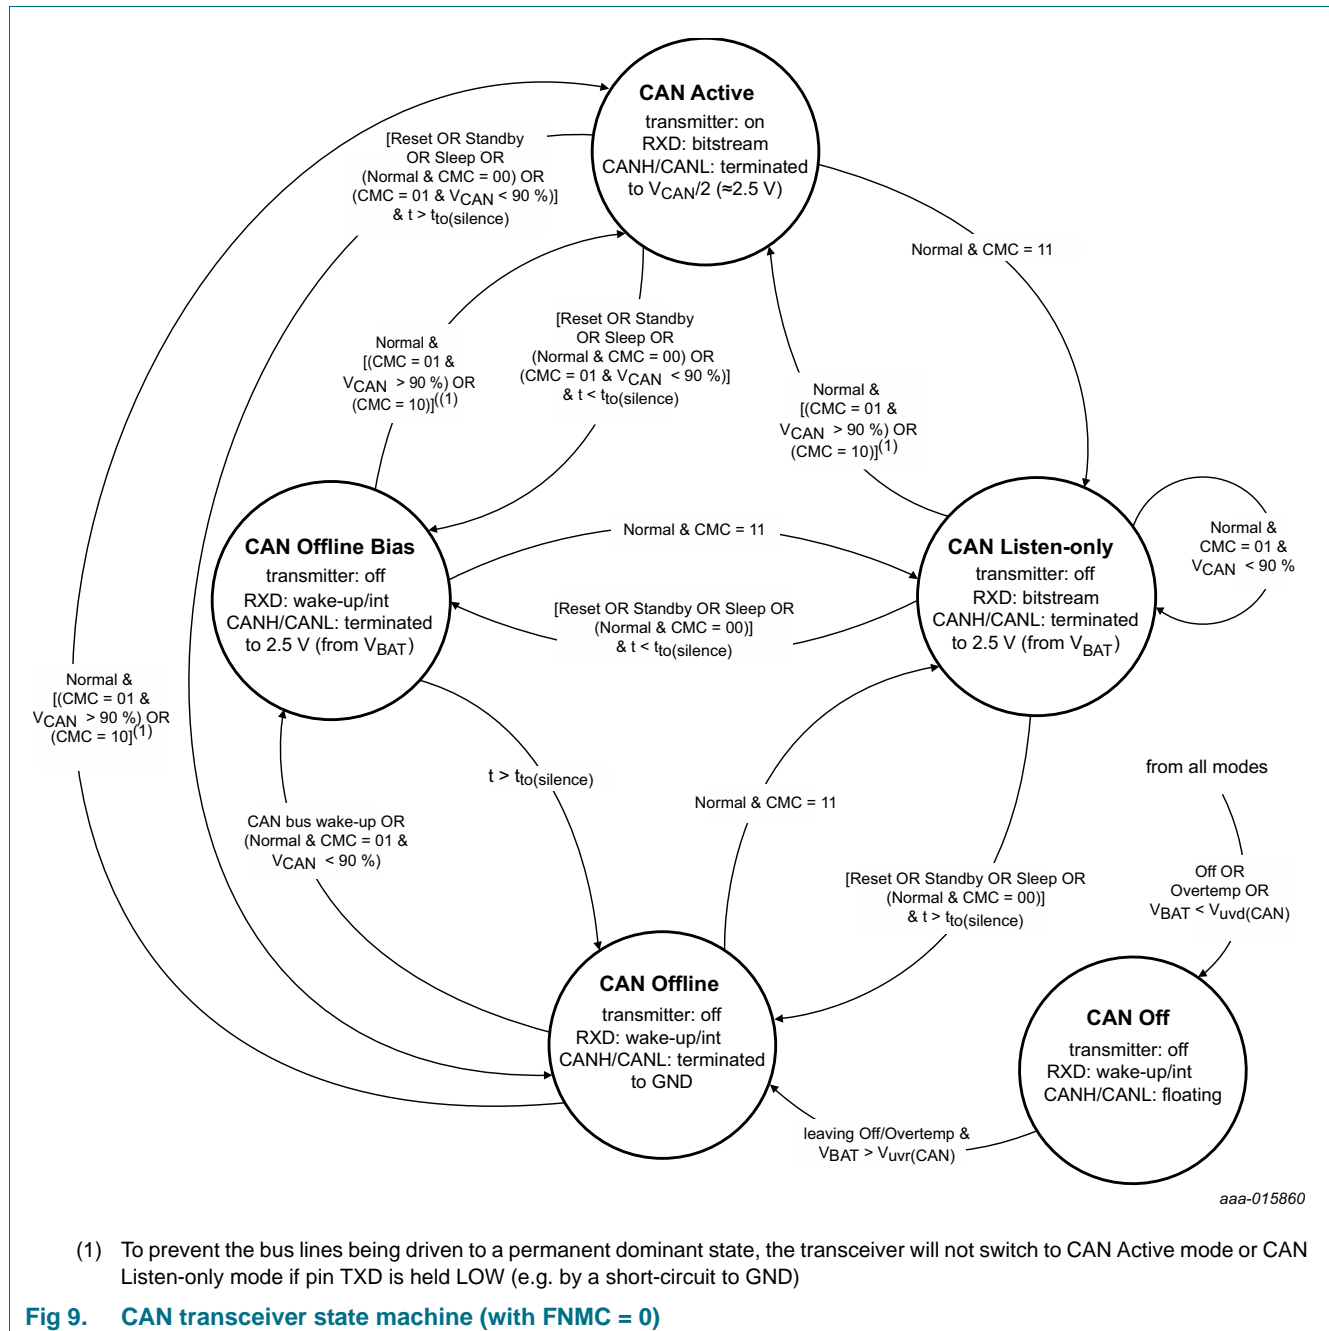 CAN Active
transmitter: on
RXD: bitstream
CANH/CANL: terminated
to VCAN/2 (≈2.5 V)
[Reset OR Standby
OR Sleep OR
(Normal & CMC = 00) OR
(CMC = 01 & VCAN < 90 %)]
& t > tto(silence)
Normal & CMC = 11
Normal &
[(CMC = 01 &
VCAN > 90 %) OR
(CMC = 10)]((1)
[Reset OR Standby
OR Sleep OR
(Normal & CMC = 00) OR
(CMC = 01 & VCAN < 90 %)]
& t < tto(silence)
Normal &
[(CMC = 01 &
VCAN > 90 %) OR
(CMC = 10)](1)
CAN Offline Bias
transmitter: off
RXD: wake-up/int
CANH/CANL: terminated
to 2.5 V (from VBAT)
Normal & CMC = 11
[Reset OR Standby OR Sleep OR
(Normal & CMC = 00)]
& t < tto(silence)
CAN Listen-only
transmitter: off
RXD: bitstream
CANH/CANL: terminated
to 2.5 V (from VBAT)
Normal &
CMC = 01 &
VCAN < 90 %
Normal &
[(CMC = 01 &
VCAN > 90 %) OR
(CMC = 10](1)
t > tto(silence)
CAN bus wake-up OR
(Normal & CMC = 01 &
VCAN < 90 %)
Normal & CMC = 11
[Reset OR Standby OR Sleep OR
(Normal & CMC = 00)]
& t > tto(silence)
from all modes
Off OR
Overtemp OR
VBAT < Vuvd(CAN)
CAN Offline
transmitter: off
RXD: wake-up/int
CANH/CANL: terminated
to GND
CAN Off
transmitter: off
RXD: wake-up/int
CANH/CANL: floating
leaving Off/Overtemp &
VBAT > Vuvr(CAN)
aaa-015860
(1) To prevent the bus lines being driven to a permanent dominant state, the transceiver will not switch to CAN Active mode or CAN
Listen-only mode if pin TXD is held LOW (e.g. by a short-circuit to GND)
Fig 9. CAN transceiver state machine (with FNMC = 0)